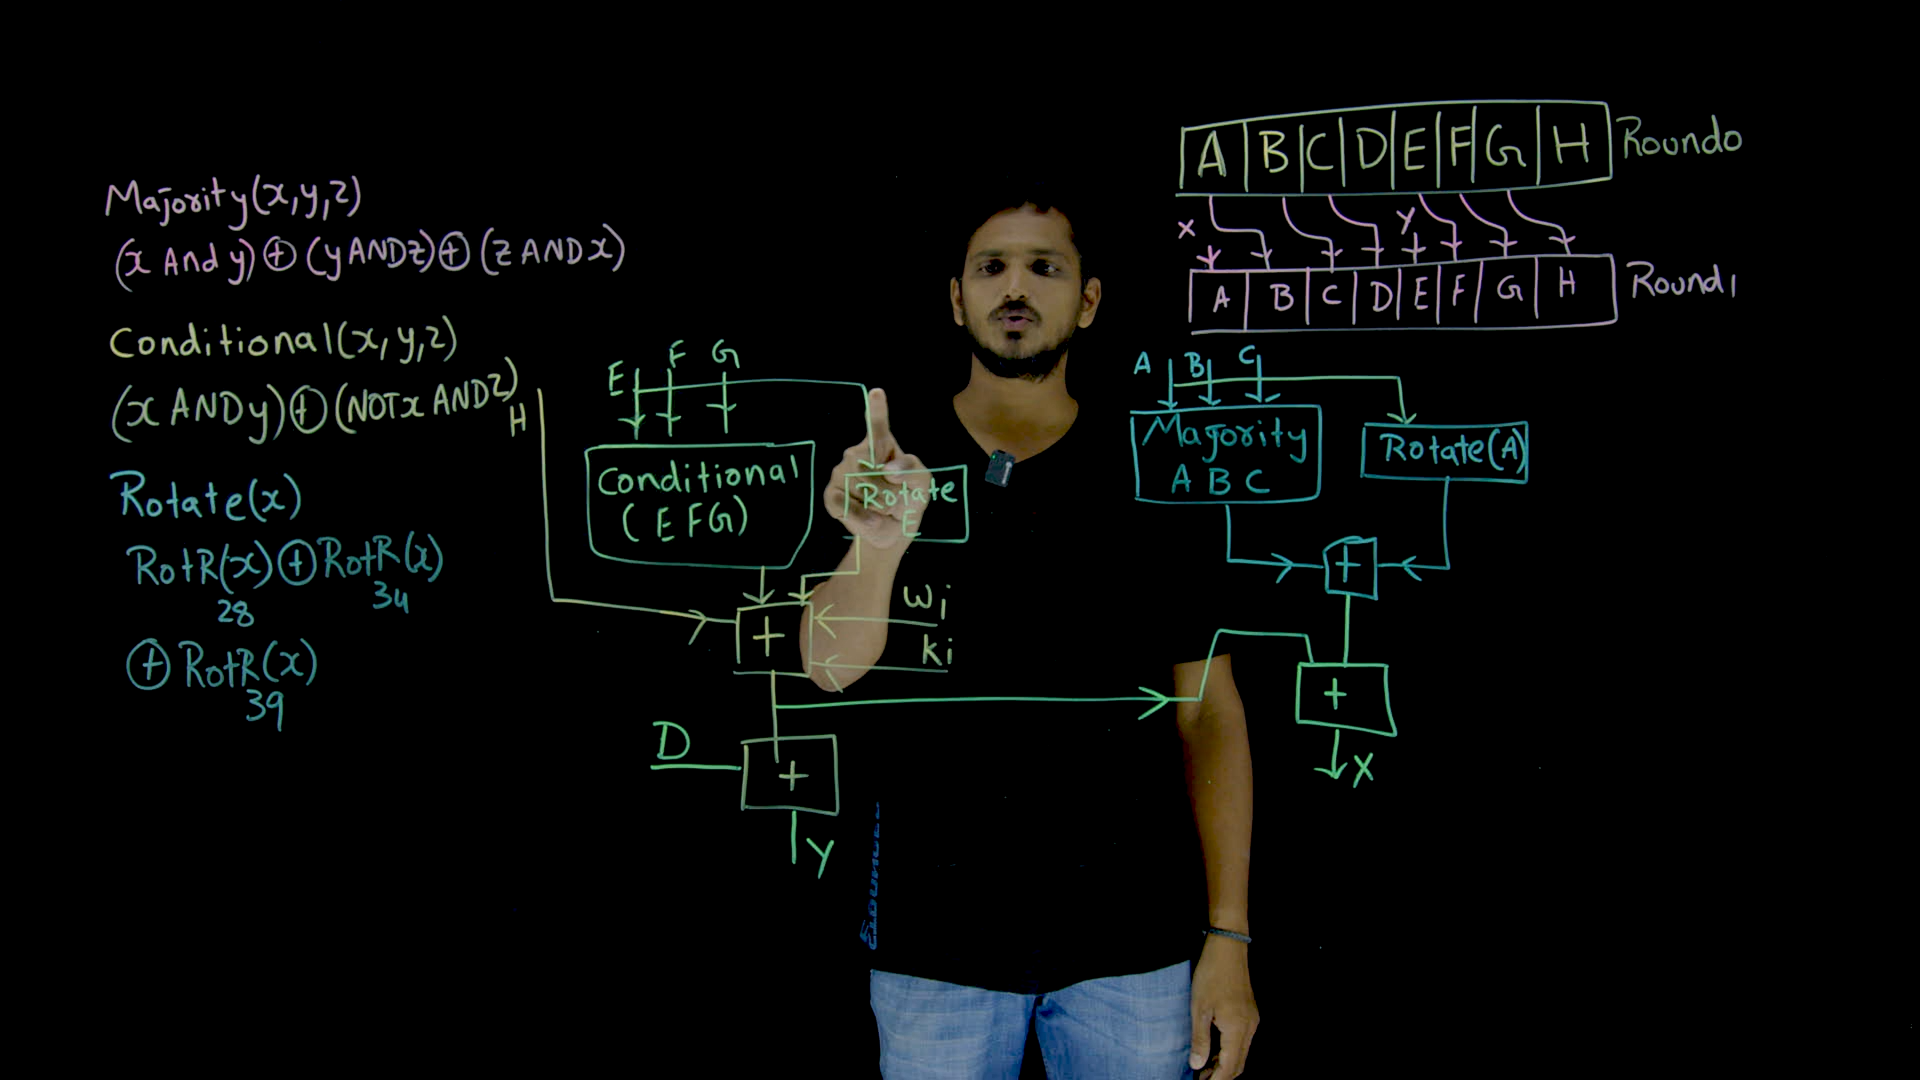 Majority(x,y,z)
(x And y)⊕(y AND z)⊕(z AND x)
Conditional(x,y,z)
(x AND y)⊕(NOT x AND z)
Rotate(x)
RotR(x)⊕RotR(x)
28 34
⊕RotR(x)
39
H
E F G
Conditional
(E F G)
Rotate
E
+
Wi
ki
D
+
Y
A B C D E F G H Round0
X Y
A B C D E F G H Round1
A B C
Majority
A B C
Rotate(A)
+
+
X